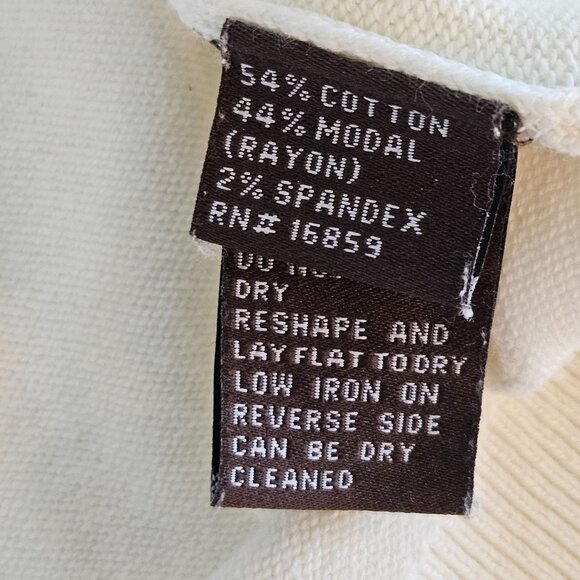 54% COTTON
44% MODAL
(RAYON)
2% SPANDEX
RN# 16859
DO
DRY
RESHAPE AND
LAY FLAT TO DRY
LOW IRON ON
REVERSE SIDE
CAN BE DRY
CLEANED